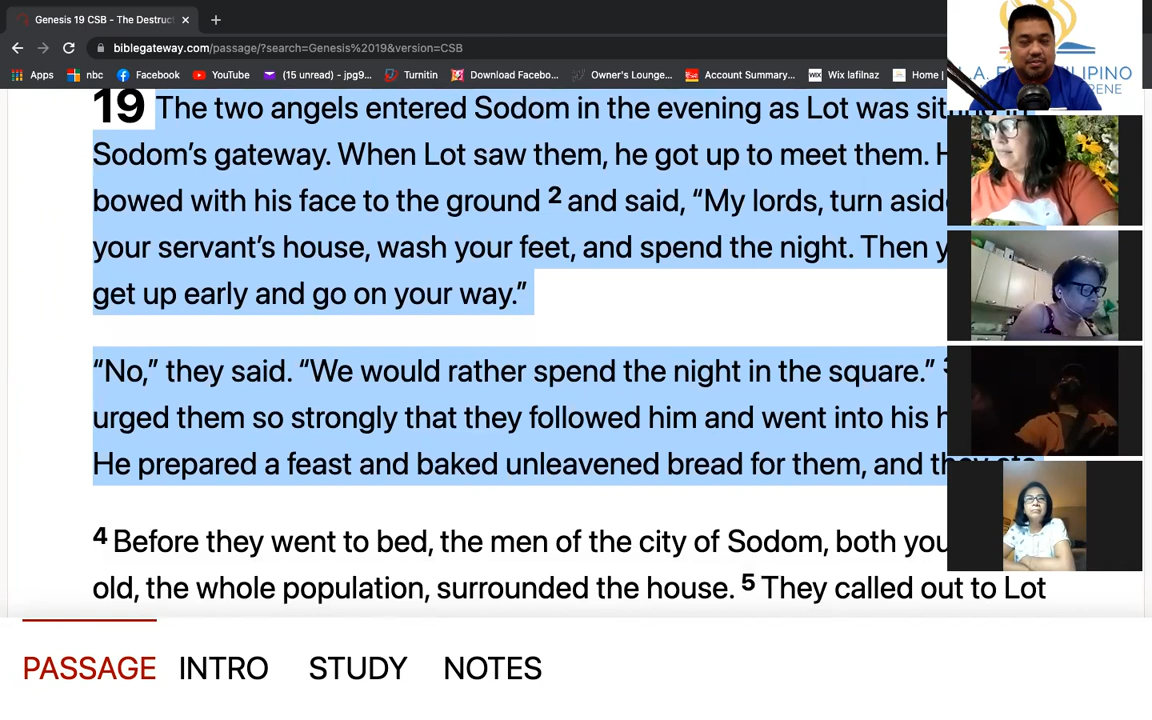 Genesis 19 CSB - The Destruct
biblegateway.com/passage/?search=Genesis%2019&version=CSB
Apps nbc Facebook YouTube (15 unread) - jpg9... Turnitin Download Facebo... Owner's Lounge... Account Summary... Wix lafilnaz Home |
19 The two angels entered Sodom in the evening as Lot was sitting in
Sodom’s gateway. When Lot saw them, he got up to meet them. H
bowed with his face to the ground 2 and said, “My lords, turn aside
your servant’s house, wash your feet, and spend the night. Then y
get up early and go on your way.”
“No,” they said. “We would rather spend the night in the square.” 3
urged them so strongly that they followed him and went into his h
He prepared a feast and baked unleavened bread for them, and they ate.
4 Before they went to bed, the men of the city of Sodom, both you
old, the whole population, surrounded the house. 5 They called out to Lot
PASSAGE INTRO STUDY NOTES
L.A. FILIPINO